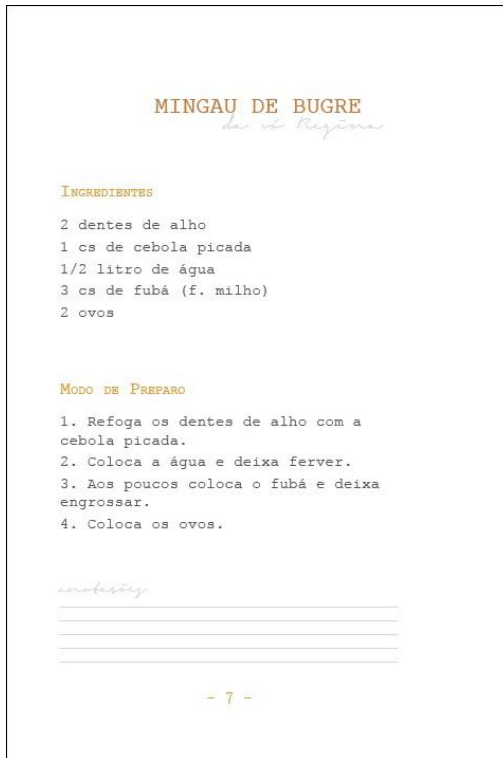 MINGAU DE BUGRE
da vó Regina
INGREDIENTES
2 dentes de alho
1 cs de cebola picada
1/2 litro de água
3 cs de fubá (f. milho)
2 ovos
MODO DE PREPARO
1. Refoga os dentes de alho com a
cebola picada.
2. Coloca a água e deixa ferver.
3. Aos poucos coloca o fubá e deixa
engrossar.
4. Coloca os ovos.
anotações
- 7 -